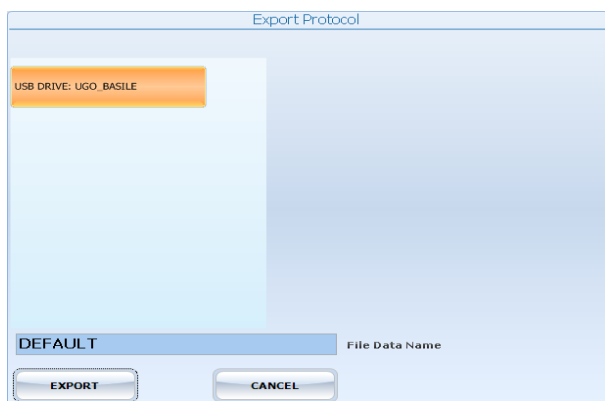 Export Protocol
USB DRIVE: UGO_BASILE
DEFAULT
File Data Name
EXPORT
CANCEL